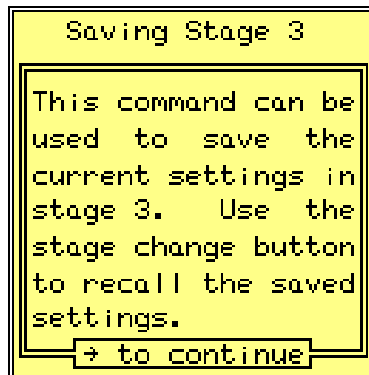 Saving Stage 3
This command can be
used to save the
current settings in
stage 3. Use the
stage change button
to recall the saved
settings.
→ to continue